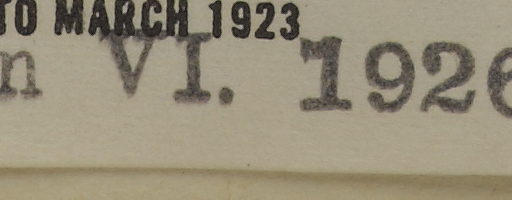 TO MARCH 1923
n VI. 1926